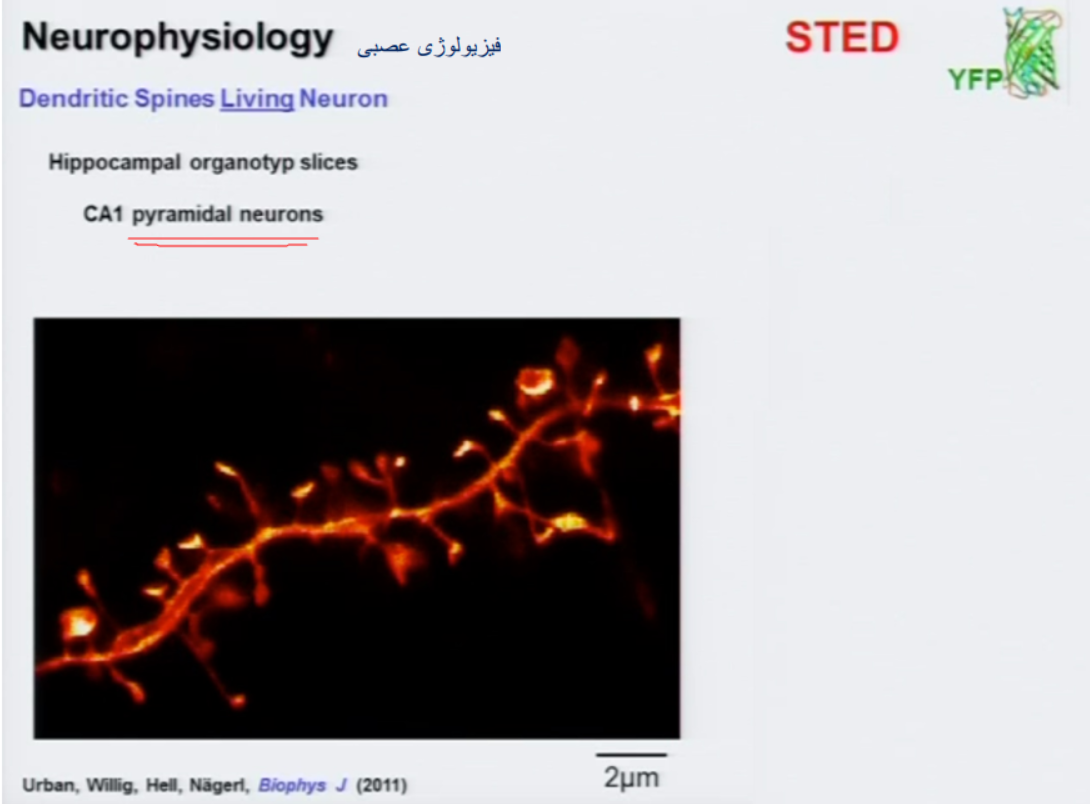 Neurophysiology فیزیولوژی عصبی
STED
YFP
Dendritic Spines Living Neuron
Hippocampal organotyp slices
CA1 pyramidal neurons
2μm
Urban, Willig, Hell, Nägerl, Biophys J (2011)